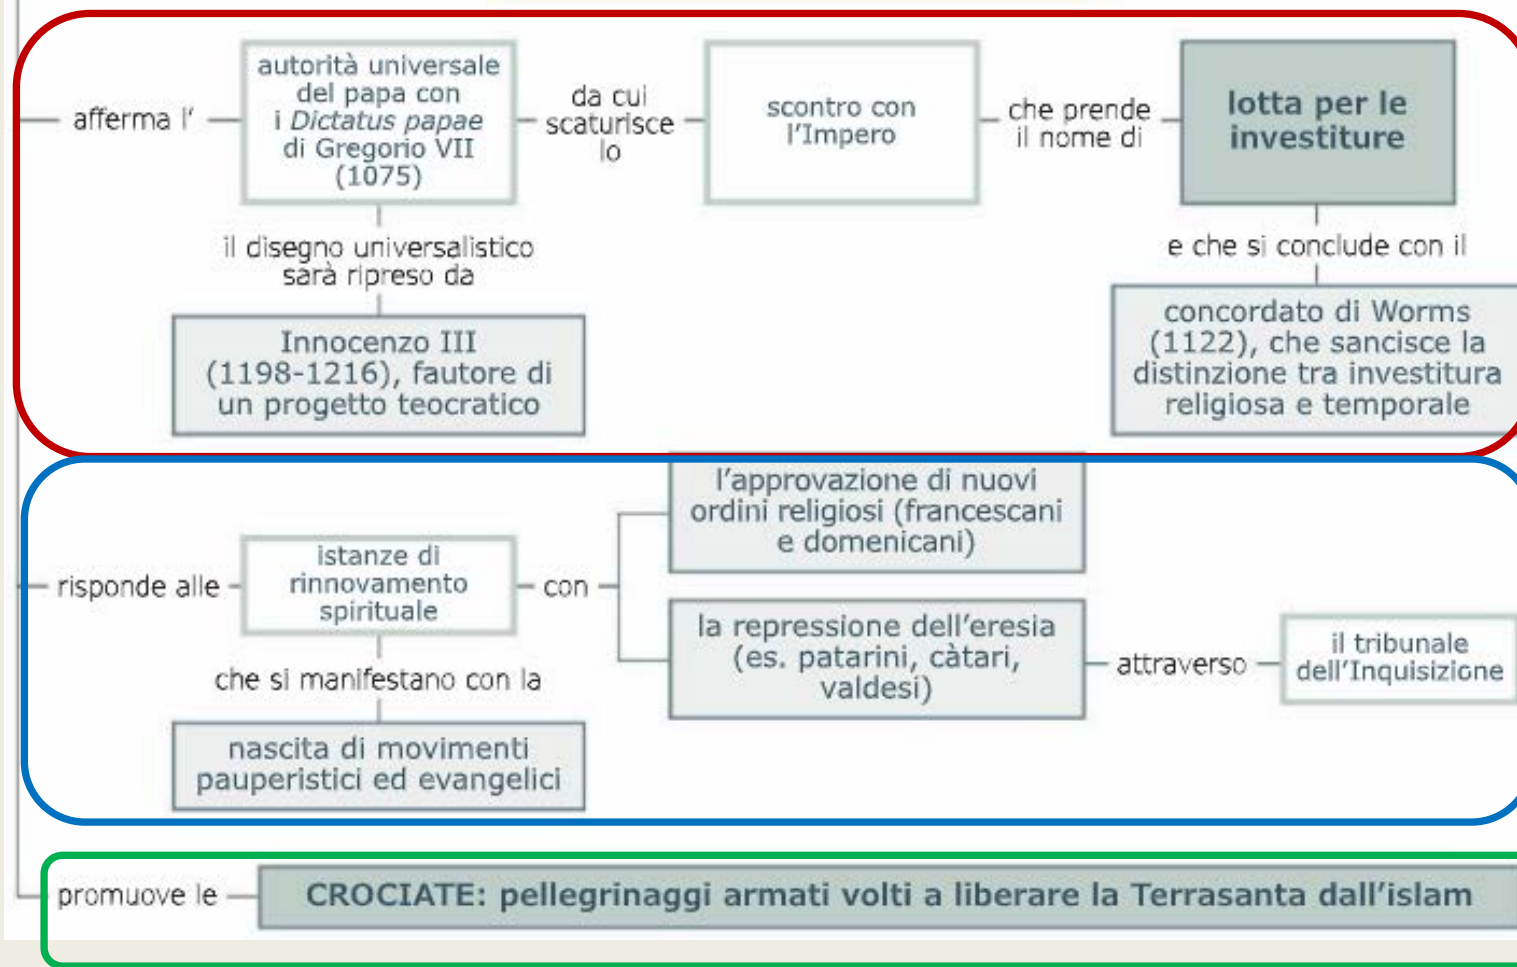 afferma l'
autorità universale
del papa con
i Dictatus papae
di Gregorio VII
(1075)
da cui
scaturisce
lo
scontro con
l'Impero
che prende
il nome di
lotta per le
investiture
il disegno universalistico
sarà ripreso da
Innocenzo III
(1198-1216), fautore di
un progetto teocratico
e che si conclude con il
concordato di Worms
(1122), che sancisce la
distinzione tra investitura
religiosa e temporale
risponde alle
istanze di
rinnovamento
spirituale
con
l'approvazione di nuovi
ordini religiosi (francescani
e domenicani)
la repressione dell'eresia
(es. patarini, càtari,
valdesi)
attraverso
il tribunale
dell'Inquisizione
che si manifestano con la
nascita di movimenti
pauperistici ed evangelici
promuove le
CROCIATE: pellegrinaggi armati volti a liberare la Terrasanta dall'islam